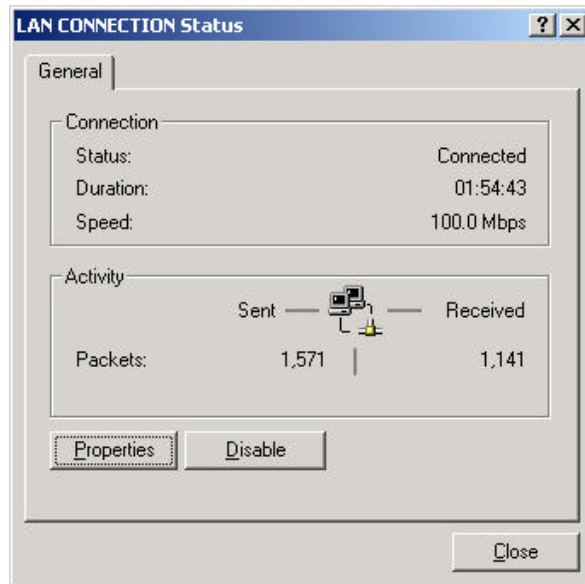 LAN CONNECTION Status
General
Connection
Status: Connected
Duration: 01:54:43
Speed: 100.0 Mbps
Activity
Sent Received
Packets: 1,571 1,141
Properties Disable
Close